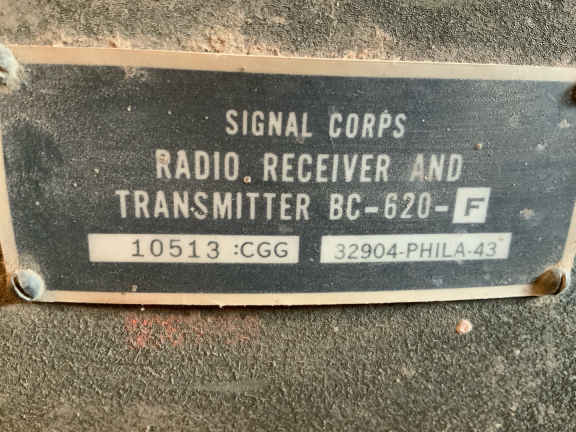 SIGNAL CORPS
RADIO RECEIVER AND
TRANSMITTER BC-620-F
10513 :CGG 32904-PHILA-43